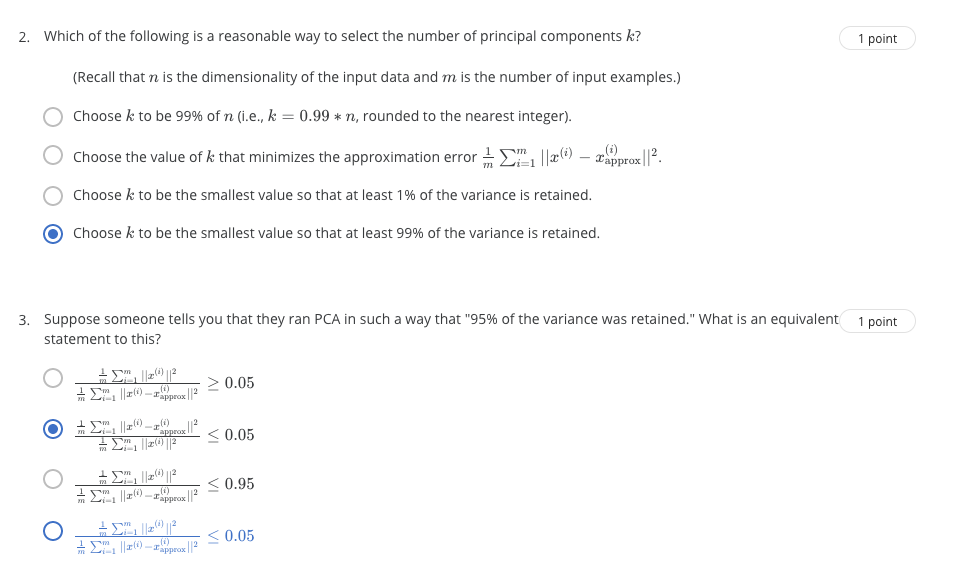 2. Which of the following is a reasonable way to select the number of principal components k?
1 point
(Recall that n is the dimensionality of the input data and m is the number of input examples.)
Choose k to be 99% of n (i.e., k = 0.99 ∗ n, rounded to the nearest integer).
Choose the value of k that minimizes the approximation error \frac{1}{m} \sum_{i=1}^{m} ||x^{(i)} - x_{\text{approx}}^{(i)}||^2.
Choose k to be the smallest value so that at least 1% of the variance is retained.
Choose k to be the smallest value so that at least 99% of the variance is retained.
3. Suppose someone tells you that they ran PCA in such a way that "95% of the variance was retained." What is an equivalent
statement to this?
1 point
\frac{\frac{1}{m} \sum_{i=1}^{m} ||x^{(i)}||^2}{\frac{1}{m} \sum_{i=1}^{m} ||x^{(i)} - x_{\text{approx}}^{(i)}||^2} ≥ 0.05
\frac{\frac{1}{m} \sum_{i=1}^{m} ||x^{(i)} - x_{\text{approx}}^{(i)}||^2}{\frac{1}{m} \sum_{i=1}^{m} ||x^{(i)}||^2} ≤ 0.05
\frac{\frac{1}{m} \sum_{i=1}^{m} ||x^{(i)}||^2}{\frac{1}{m} \sum_{i=1}^{m} ||x^{(i)} - x_{\text{approx}}^{(i)}||^2} ≤ 0.95
\frac{\frac{1}{m} \sum_{i=1}^{m} ||x^{(i)}||^2}{\frac{1}{m} \sum_{i=1}^{m} ||x^{(i)} - x_{\text{approx}}^{(i)}||^2} ≤ 0.05